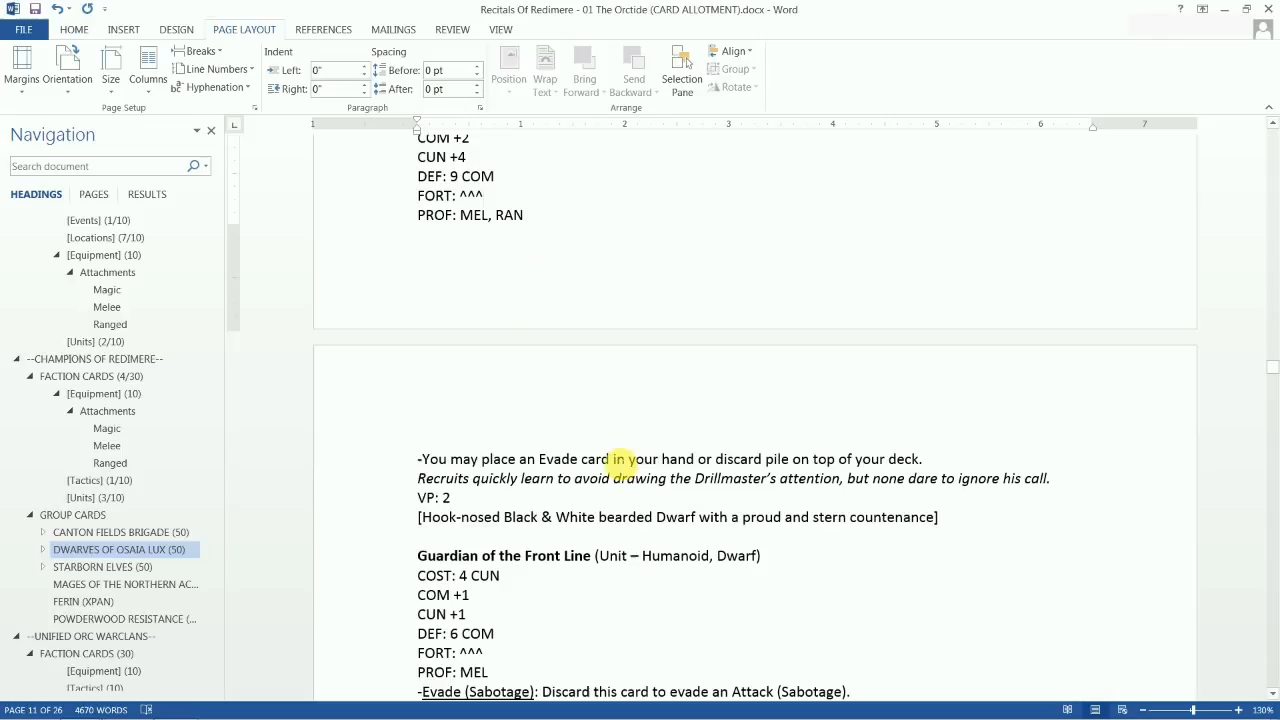 Recitals Of Redimere - 01 The Orctide (CARD ALLOTMENT).docx - Word
FILE HOME INSERT DESIGN PAGE LAYOUT REFERENCES MAILINGS REVIEW VIEW
Margins
Orientation
Size
Columns
Breaks
Line Numbers
Hyphenation
Page Setup
Indent
Left: 0"
Right: 0"
Spacing
Before: 0 pt
After: 0 pt
Paragraph
Position
Wrap
Text
Bring
Forward
Send
Backward
Selection
Pane
Align
Group
Rotate
Arrange
Navigation
Search document
HEADINGS PAGES RESULTS
[Events] (1/10)
[Locations] (7/10)
[Equipment] (10)
Attachments
Magic
Melee
Ranged
[Units] (2/10)
--CHAMPIONS OF REDIMERE--
FACTION CARDS (4/30)
[Equipment] (10)
Attachments
Magic
Melee
Ranged
[Tactics] (1/10)
[Units] (3/10)
GROUP CARDS
CANTON FIELDS BRIGADE (50)
DWARVES OF OSAIA LUX (50)
STARBORN ELVES (50)
MAGES OF THE NORTHERN AC...
FERIN (XPAN)
POWDERWOOD RESISTANCE (...
--UNIFIED ORC WARCLANS--
FACTION CARDS (30)
[Equipment] (10)
[Tactics] (10)
1 1 2 3 4 5 6 7
COM +2
CUN +4
DEF: 9 COM
FORT: ^^^
PROF: MEL, RAN
-You may place an Evade card in your hand or discard pile on top of your deck.
Recruits quickly learn to avoid drawing the Drillmaster's attention, but none dare to ignore his call.
VP: 2
[Hook-nosed Black & White bearded Dwarf with a proud and stern countenance]
Guardian of the Front Line (Unit – Humanoid, Dwarf)
COST: 4 CUN
COM +1
CUN +1
DEF: 6 COM
FORT: ^^^
PROF: MEL
-Evade (Sabotage): Discard this card to evade an Attack (Sabotage).
PAGE 11 OF 26 4670 WORDS
130%